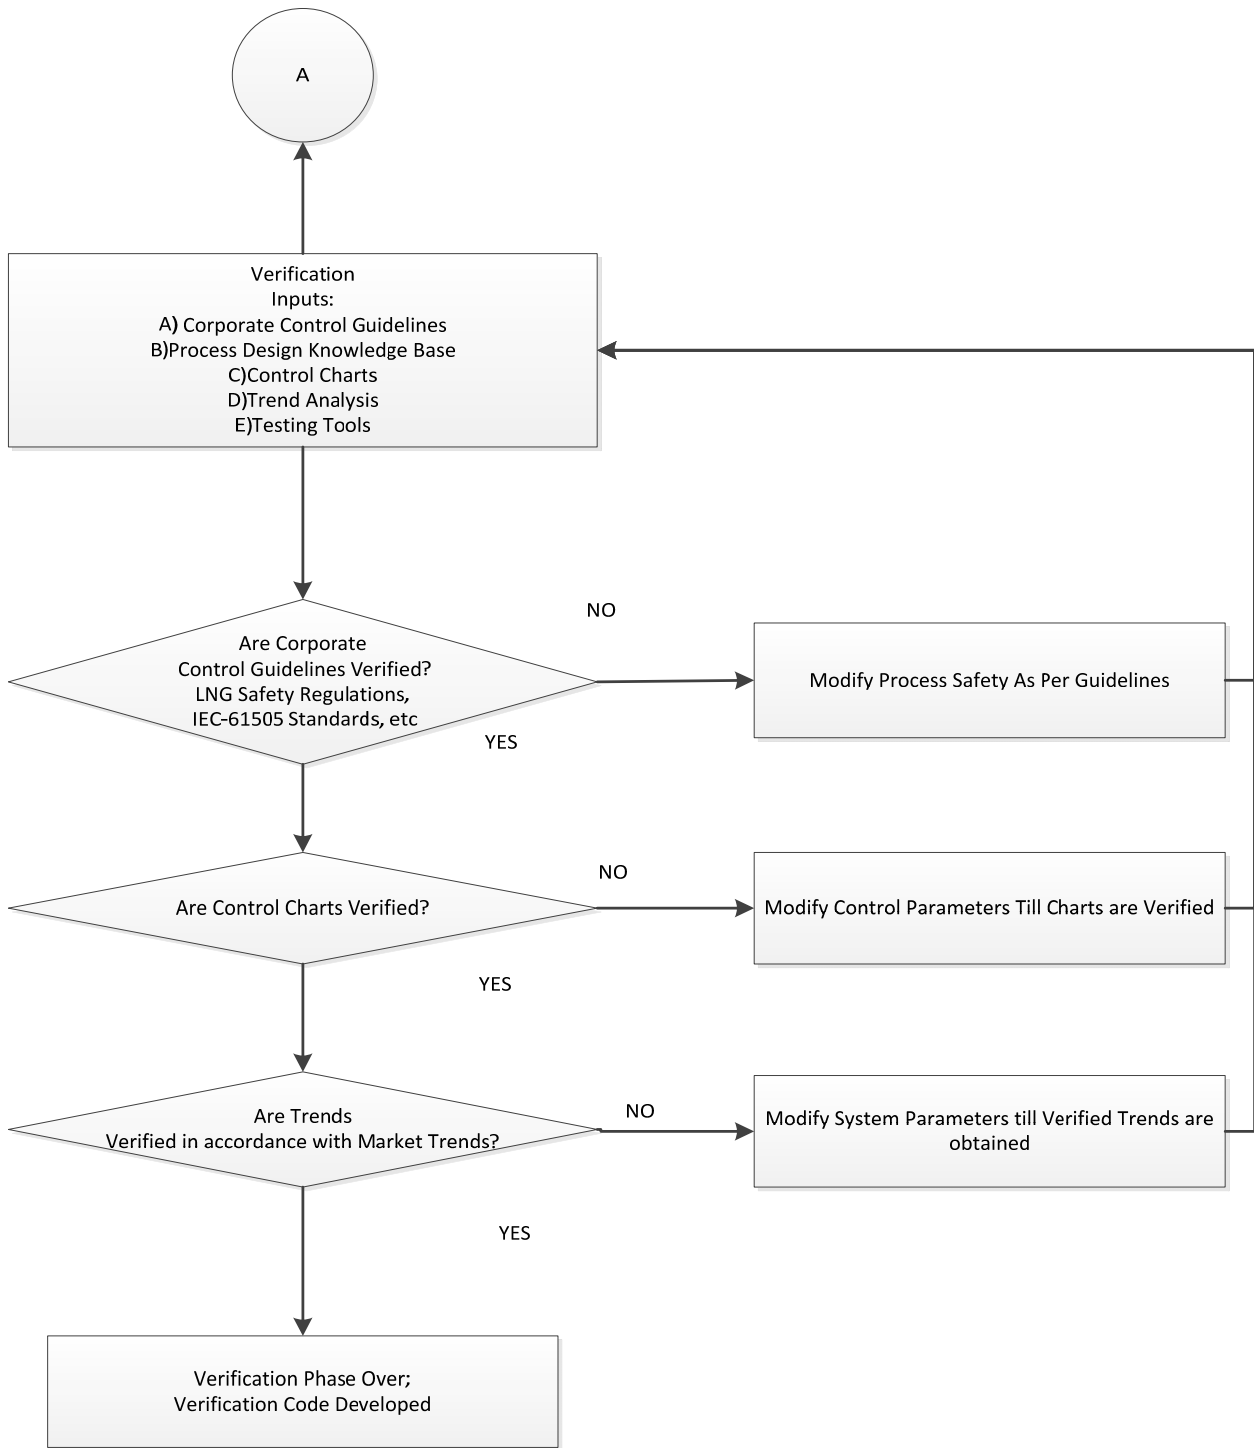 A
Verification
Inputs:
A) Corporate Control Guidelines
B)Process Design Knowledge Base
C)Control Charts
D)Trend Analysis
E)Testing Tools
NO
Are Corporate
Control Guidelines Verified?
LNG Safety Regulations,
IEC-61505 Standards, etc
Modify Process Safety As Per Guidelines
YES
NO
Are Control Charts Verified?
Modify Control Parameters Till Charts are Verified
YES
NO
Are Trends
Verified in accordance with Market Trends?
Modify System Parameters till Verified Trends are
obtained
YES
Verification Phase Over;
Verification Code Developed